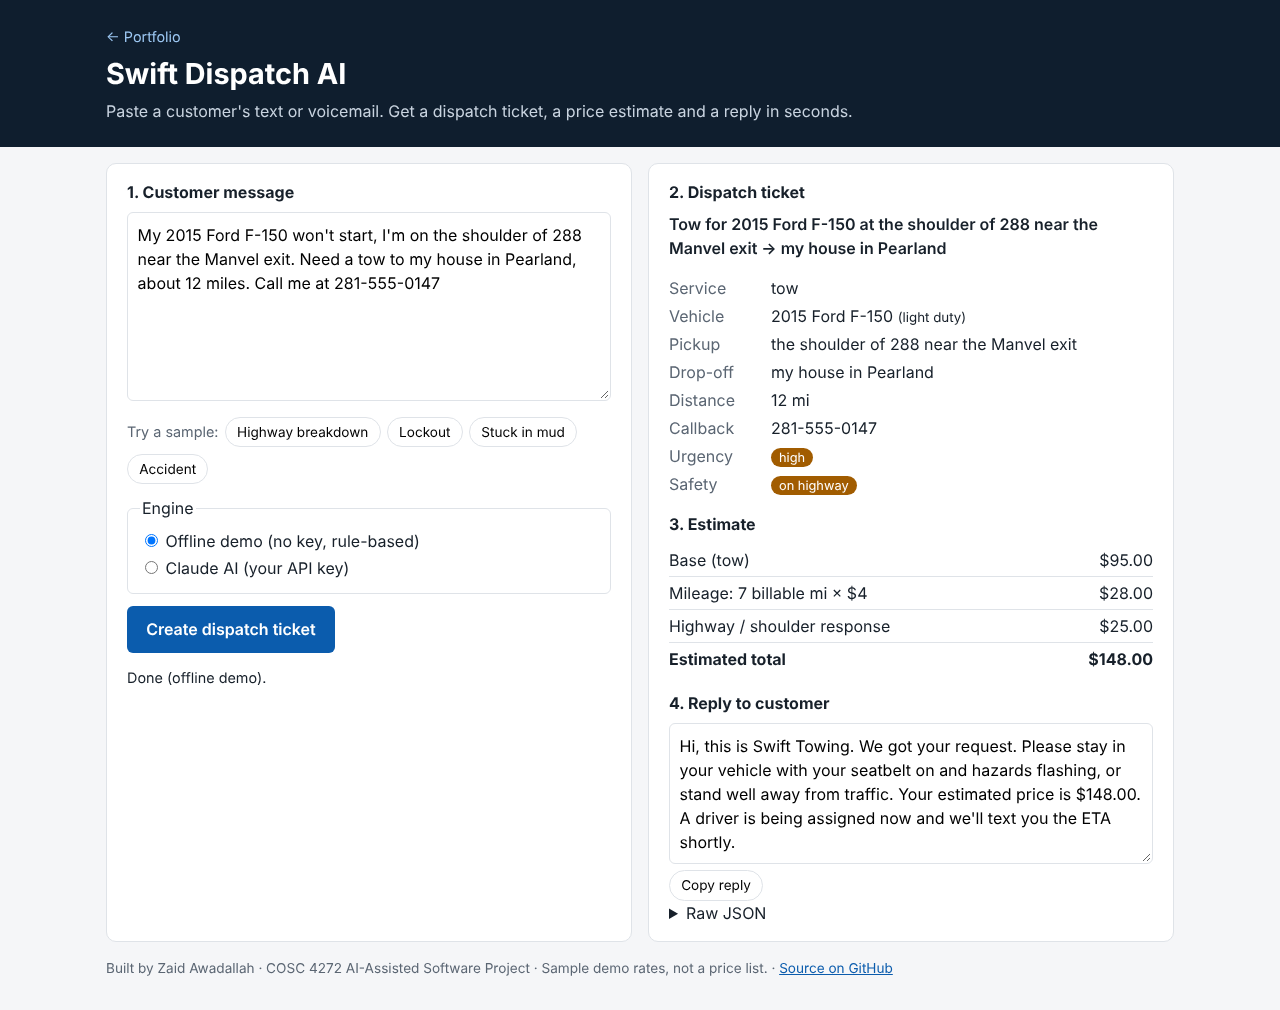 ← Portfolio
Swift Dispatch AI
Paste a customer's text or voicemail. Get a dispatch ticket, a price estimate and a reply in seconds.
1. Customer message
My 2015 Ford F-150 won't start, I'm on the shoulder of 288
near the Manvel exit. Need a tow to my house in Pearland,
about 12 miles. Call me at 281-555-0147
Try a sample: Highway breakdown Lockout Stuck in mud
Accident
Engine
Offline demo (no key, rule-based)
Claude AI (your API key)
Create dispatch ticket
Done (offline demo).
2. Dispatch ticket
Tow for 2015 Ford F-150 at the shoulder of 288 near the
Manvel exit → my house in Pearland
Service tow
Vehicle 2015 Ford F-150 (light duty)
Pickup the shoulder of 288 near the Manvel exit
Drop-off my house in Pearland
Distance 12 mi
Callback 281-555-0147
Urgency high
Safety on highway
3. Estimate
Base (tow) $95.00
Mileage: 7 billable mi × $4 $28.00
Highway / shoulder response $25.00
Estimated total $148.00
4. Reply to customer
Hi, this is Swift Towing. We got your request. Please stay in
your vehicle with your seatbelt on and hazards flashing, or
stand well away from traffic. Your estimated price is $148.00.
A driver is being assigned now and we'll text you the ETA
shortly.
Copy reply
▶ Raw JSON
Built by Zaid Awadallah · COSC 4272 AI-Assisted Software Project · Sample demo rates, not a price list. · Source on GitHub